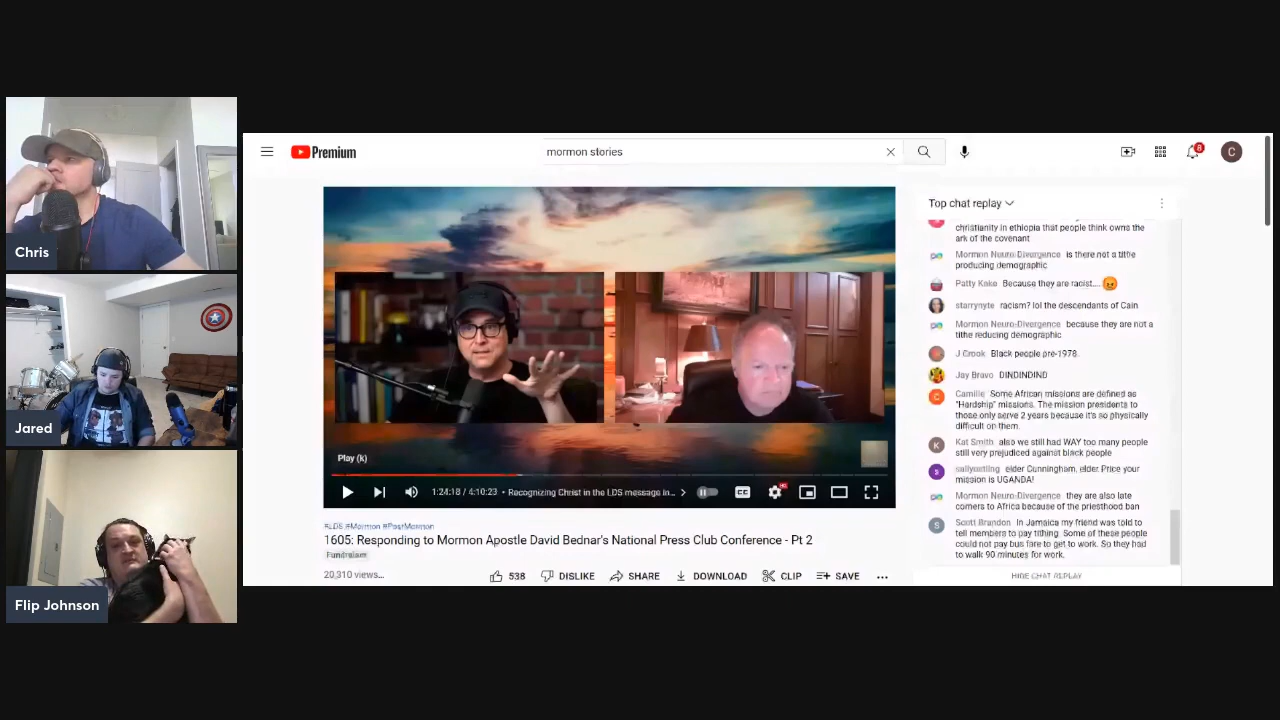 Chris
Jared
Flip Johnson
Premium
mormon stories
8
C
Play (k)
1:24:18 / 4:10:23 • Recognizing Christ in the LDS message in...
#LDS #Mormon #PostMormon
1605: Responding to Mormon Apostle David Bednar's National Press Club Conference - Pt 2
Fundraiser
20,310 views...
538 DISLIKE SHARE DOWNLOAD CLIP SAVE
Top chat replay
christianity in ethiopia that people think owns the
ark of the covenant
Mormon Neuro-Divergence is there not a tithe
producing demographic
Patty Kake Because they are racist....
starrynyte racism? lol the descendants of Cain
Mormon Neuro-Divergence because they are not a
tithe reducing demographic
J Crook Black people pre-1978.
Jay Bravo DINDINDIND
C
Camille Some African missions are defined as
"Hardship" missions. The mission presidents to
those only serve 2 years because it's so physically
difficult on them.
K
Kat Smith also we still had WAY too many people
still very prejudiced against black people
elder Cunningham, elder Price your
mission is UGANDA!
Mormon Neuro-Divergence they are also late
comers to Africa because of the priesthood ban
S
Scott Brandon In Jamaica my friend was told to
tell members to pay tithing. Some of these people
could not pay bus fare to get to work. So they had
to walk 90 minutes for work.
HIDE CHAT REPLAY